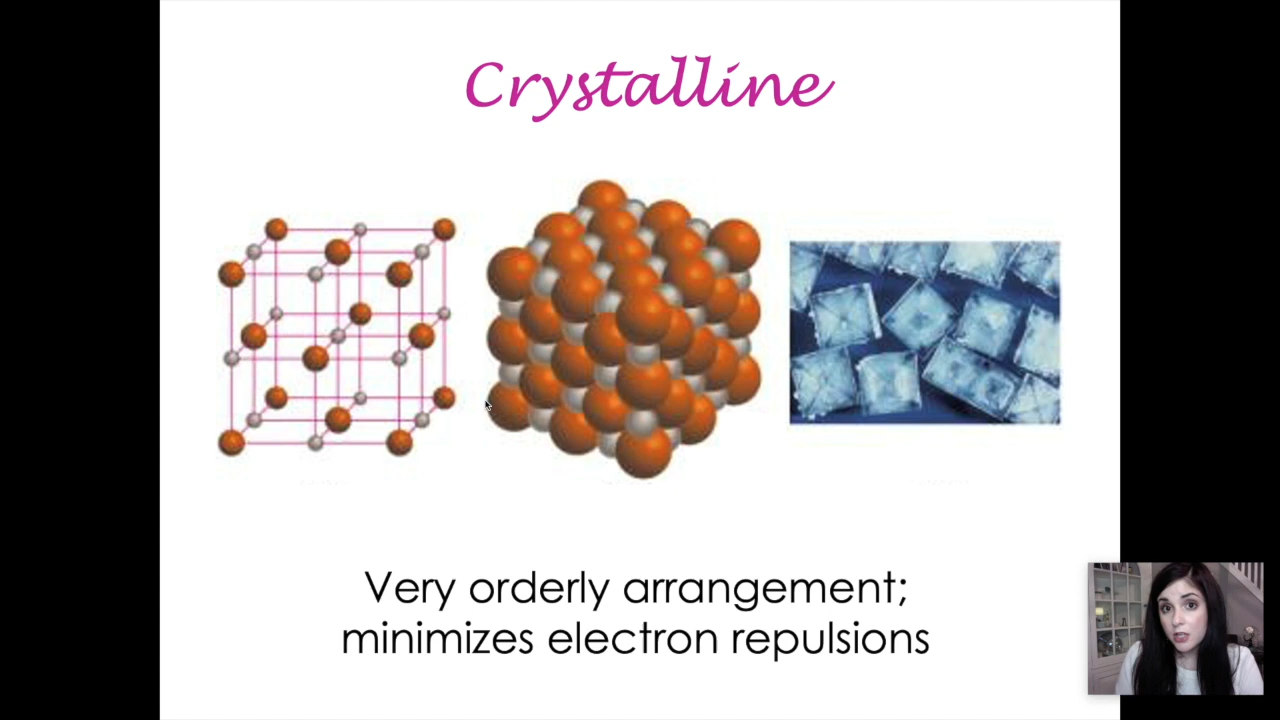 Crystalline
Very orderly arrangement;
minimizes electron repulsions